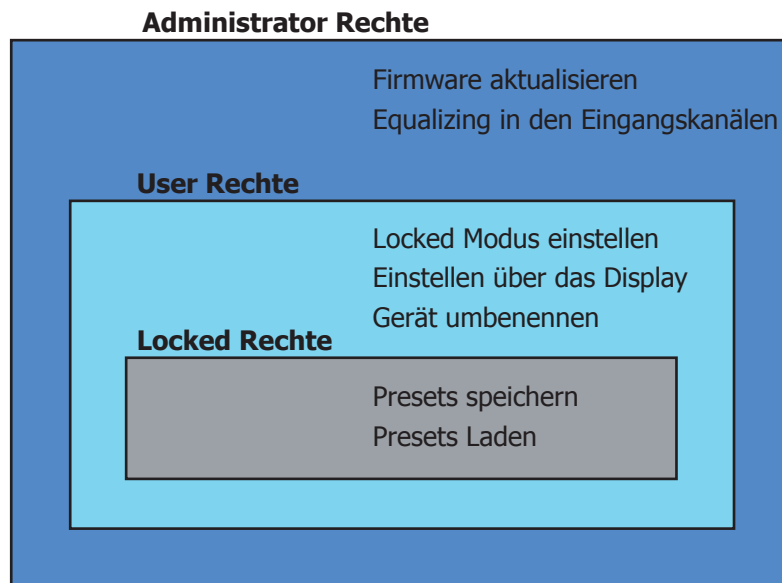 Administrator Rechte
Firmware aktualisieren
Equalizing in den Eingangskanälen
User Rechte
Locked Modus einstellen
Einstellen über das Display
Gerät umbenennen
Locked Rechte
Presets speichern
Presets Laden